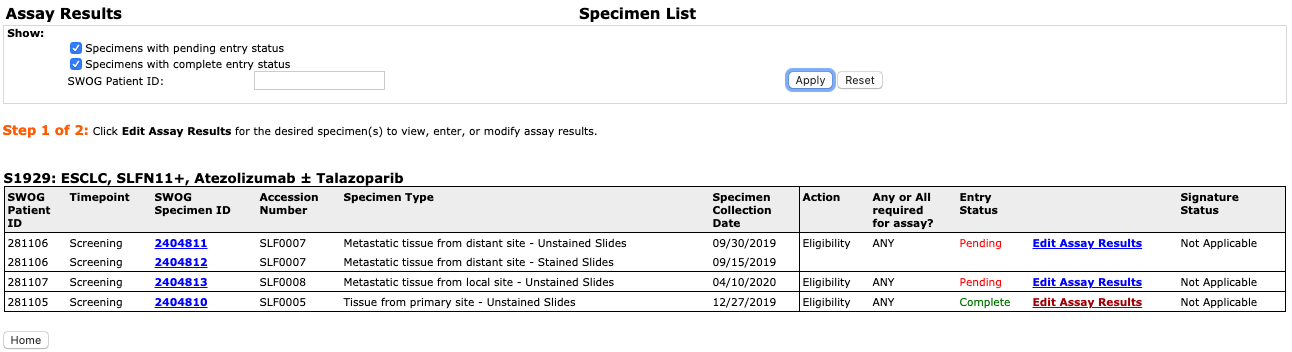 Assay Results Specimen List
Show:
Specimens with pending entry status
Specimens with complete entry status
SWOG Patient ID: Apply Reset
Step 1 of 2: Click Edit Assay Results for the desired specimen(s) to view, enter, or modify assay results.
S1929: ESCLC, SLFN11+, Atezolizumab ± Talazoparib
SWOG Timepoint SWOG Accession Specimen Type Specimen Action Any or All Entry Signature
Patient Specimen ID Number Collection required Status Status
ID Date for assay?
281106 Screening 2404811 SLF0007 Metastatic tissue from distant site - Unstained Slides 09/30/2019 Eligibility ANY Pending Edit Assay Results Not Applicable
281106 Screening 2404812 SLF0007 Metastatic tissue from distant site - Stained Slides 09/15/2019
281107 Screening 2404813 SLF0008 Metastatic tissue from local site - Unstained Slides 04/10/2020 Eligibility ANY Pending Edit Assay Results Not Applicable
281105 Screening 2404810 SLF0005 Tissue from primary site - Unstained Slides 12/27/2019 Eligibility ANY Complete Edit Assay Results Not Applicable
Home